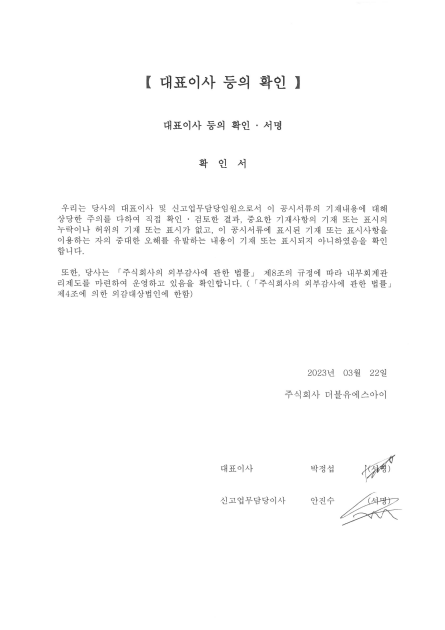 【 대표이사 등의 확인 】
대표이사 등의 확인 · 서명
확 인 서
우리는 당사의 대표이사 및 신고업무담당임원으로서 이 공시서류의 기재내용에 대해
상당한 주의를 다하여 직접 확인 · 검토한 결과, 중요한 기재사항의 기재 또는 표시의
누락이나 허위의 기재 또는 표시가 없고, 이 공시서류에 표시된 기재 또는 표시사항을
이용하는 자의 중대한 오해를 유발하는 내용이 기재 또는 표시되지 아니하였음을 확인
합니다.
또한, 당사는 「주식회사의 외부감사에 관한 법률」 제8조의 규정에 따라 내부회계관
리제도를 마련하여 운영하고 있음을 확인합니다. (「주식회사의 외부감사에 관한 법률」
제4조에 의한 외감대상법인에 한함)
2023년 03월 22일
주식회사 더블유에스아이
대표이사 박정섭 (서명)
신고업무담당이사 안진수 (서명)